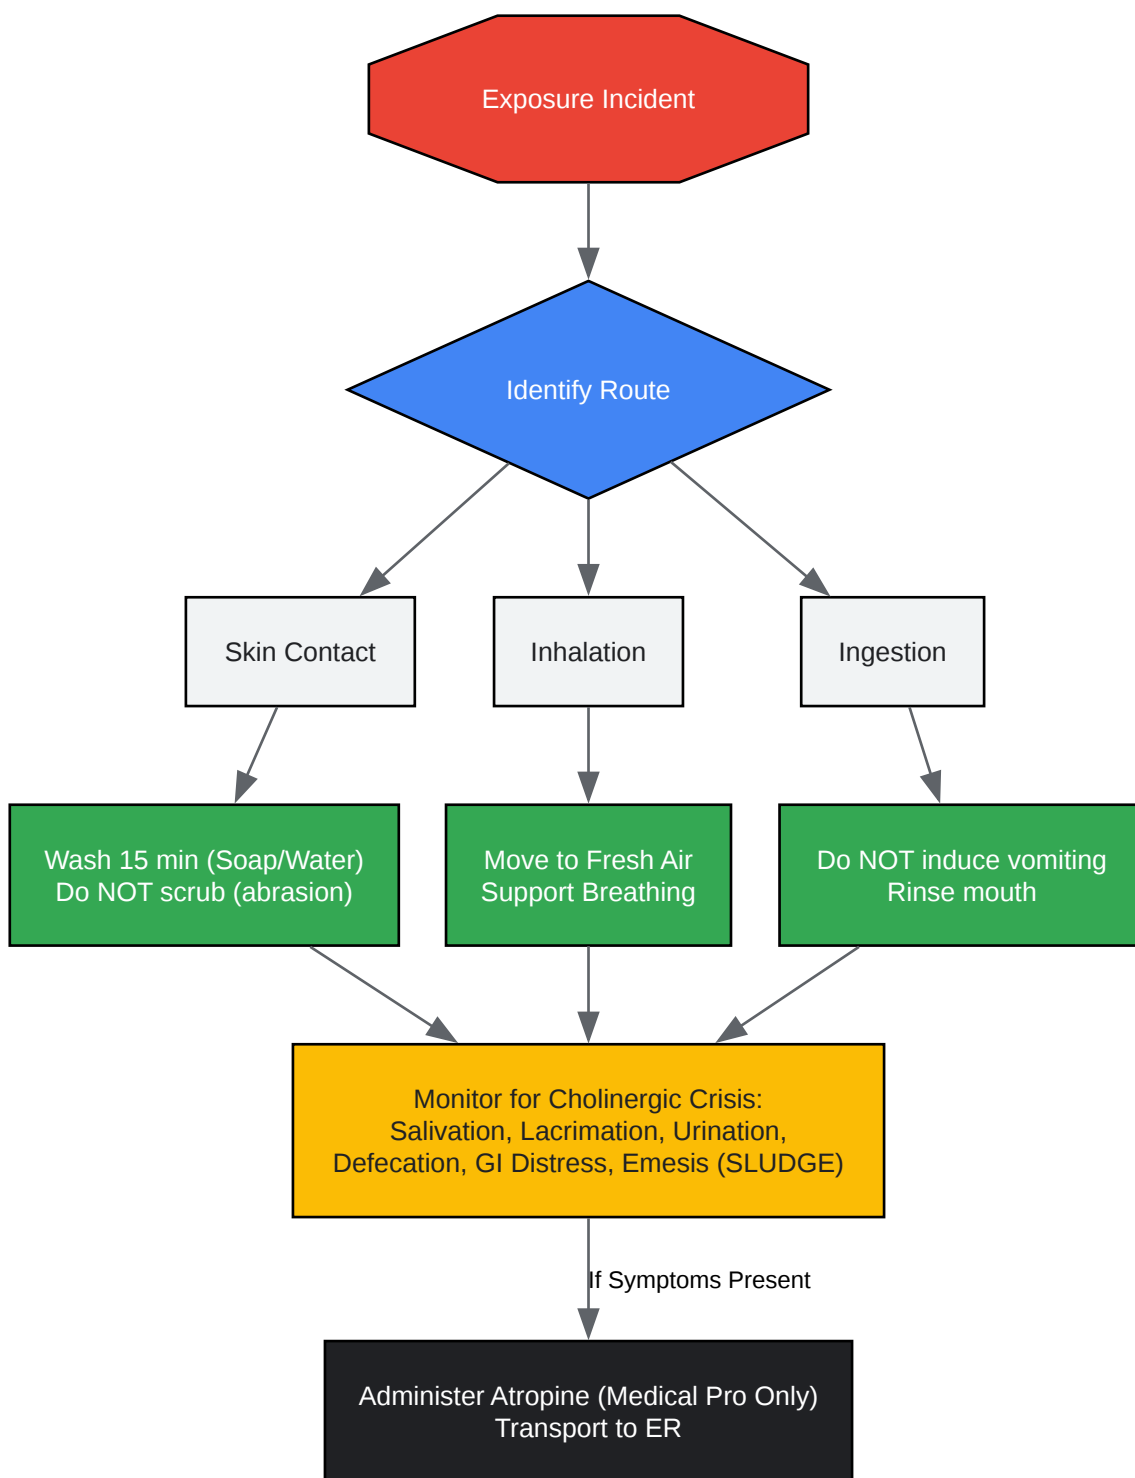 Exposure Incident
Identify Route
Skin Contact
Inhalation
Ingestion
Wash 15 min (Soap/Water)
Do NOT scrub (abrasion)
Move to Fresh Air
Support Breathing
Do NOT induce vomiting
Rinse mouth
Monitor for Cholinergic Crisis:
Salivation, Lacrimation, Urination,
Defecation, GI Distress, Emesis (SLUDGE)
If Symptoms Present
Administer Atropine (Medical Pro Only)
Transport to ER